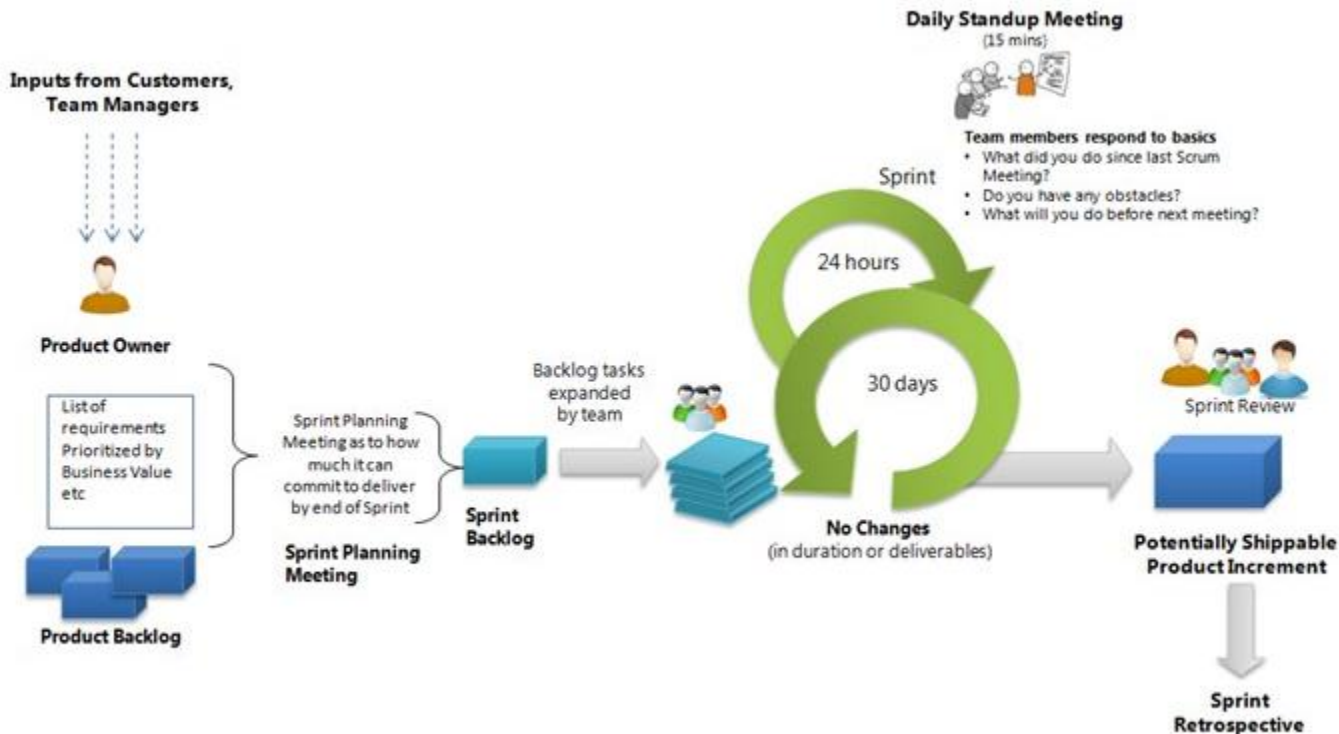 Inputs from Customers,
Team Managers
Product Owner
List of
requirements
Prioritized by
Business Value
etc
Product Backlog
Sprint Planning
Meeting as to how
much it can
commit to deliver
by end of Sprint
Sprint Planning
Meeting
Sprint
Backlog
Backlog tasks
expanded
by team
Daily Standup Meeting
(15 mins)
Team members respond to basics
• What did you do since last Scrum
Meeting?
• Do you have any obstacles?
• What will you do before next meeting?
Sprint
24 hours
30 days
No Changes
(in duration or deliverables)
Sprint Review
Potentially Shippable
Product Increment
Sprint
Retrospective